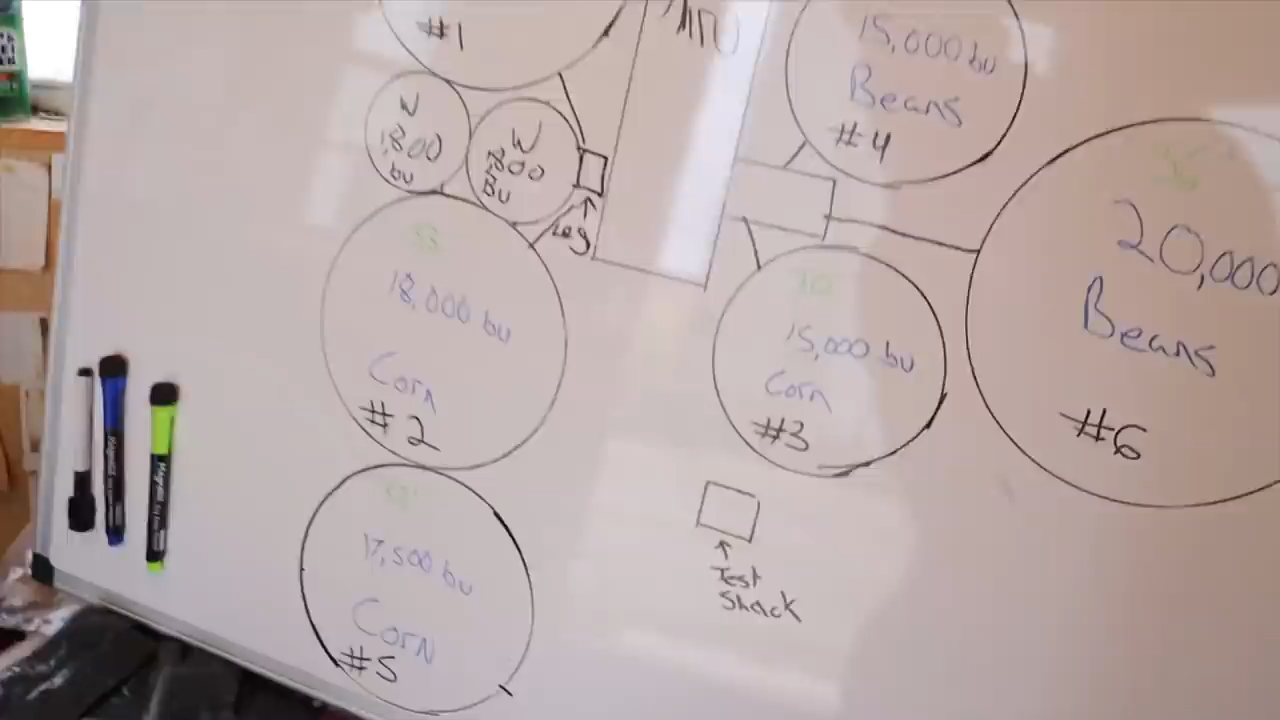 #1
W
1,800
bu
W
1,800
Bu
Leg
15,000 bu
Beans
#4
18,000 bu
Corn
#2
15,000 bu
Corn
#3
20,000
Beans
#6
17,500 bu
Corn
#5
Test
Shack